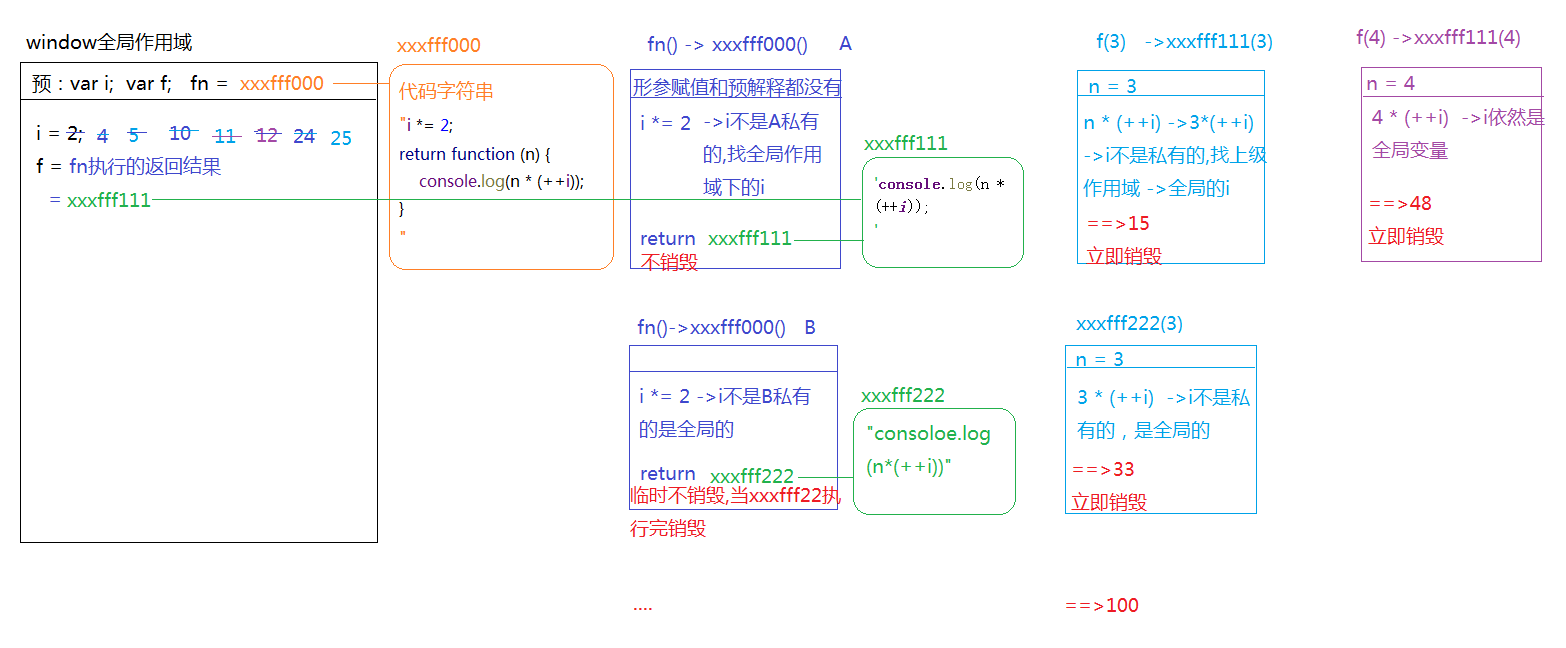 window全局作用域
预：var i;  var f;   fn = xxxfff000
i = 2; 4 5 10 11 12 24 25
f = fn执行的返回结果
= xxxfff111
xxxfff000
代码字符串
"i *= 2;
return function (n) {
console.log(n * (++i));
}
"
fn() -> xxxfff000()      A
形参赋值和预解释都没有
i *= 2  ->i不是A私有
的,找全局作用
域下的i
return  xxxfff111
不销毁
xxxfff111
'console.log(n *
(++i));
'
f(3)   ->xxxfff111(3)
n = 3
n * (++i) ->3*(++i)
->i不是私有的,找上级
作用域 ->全局的i
==>15
立即销毁
f(4) ->xxxfff111(4)
n = 4
4 * (++i)  ->i依然是
全局变量
==>48
立即销毁
fn()->xxxfff000()   B
i *= 2 ->i不是B私有
的是全局的
return  xxxfff222
临时不销毁,当xxxfff22执
行完销毁
xxxfff222
"consoloe.log
(n*(++i))"
xxxfff222(3)
n = 3
3 * (++i)  ->i不是私
有的，是全局的
==>33
立即销毁
....
==>100